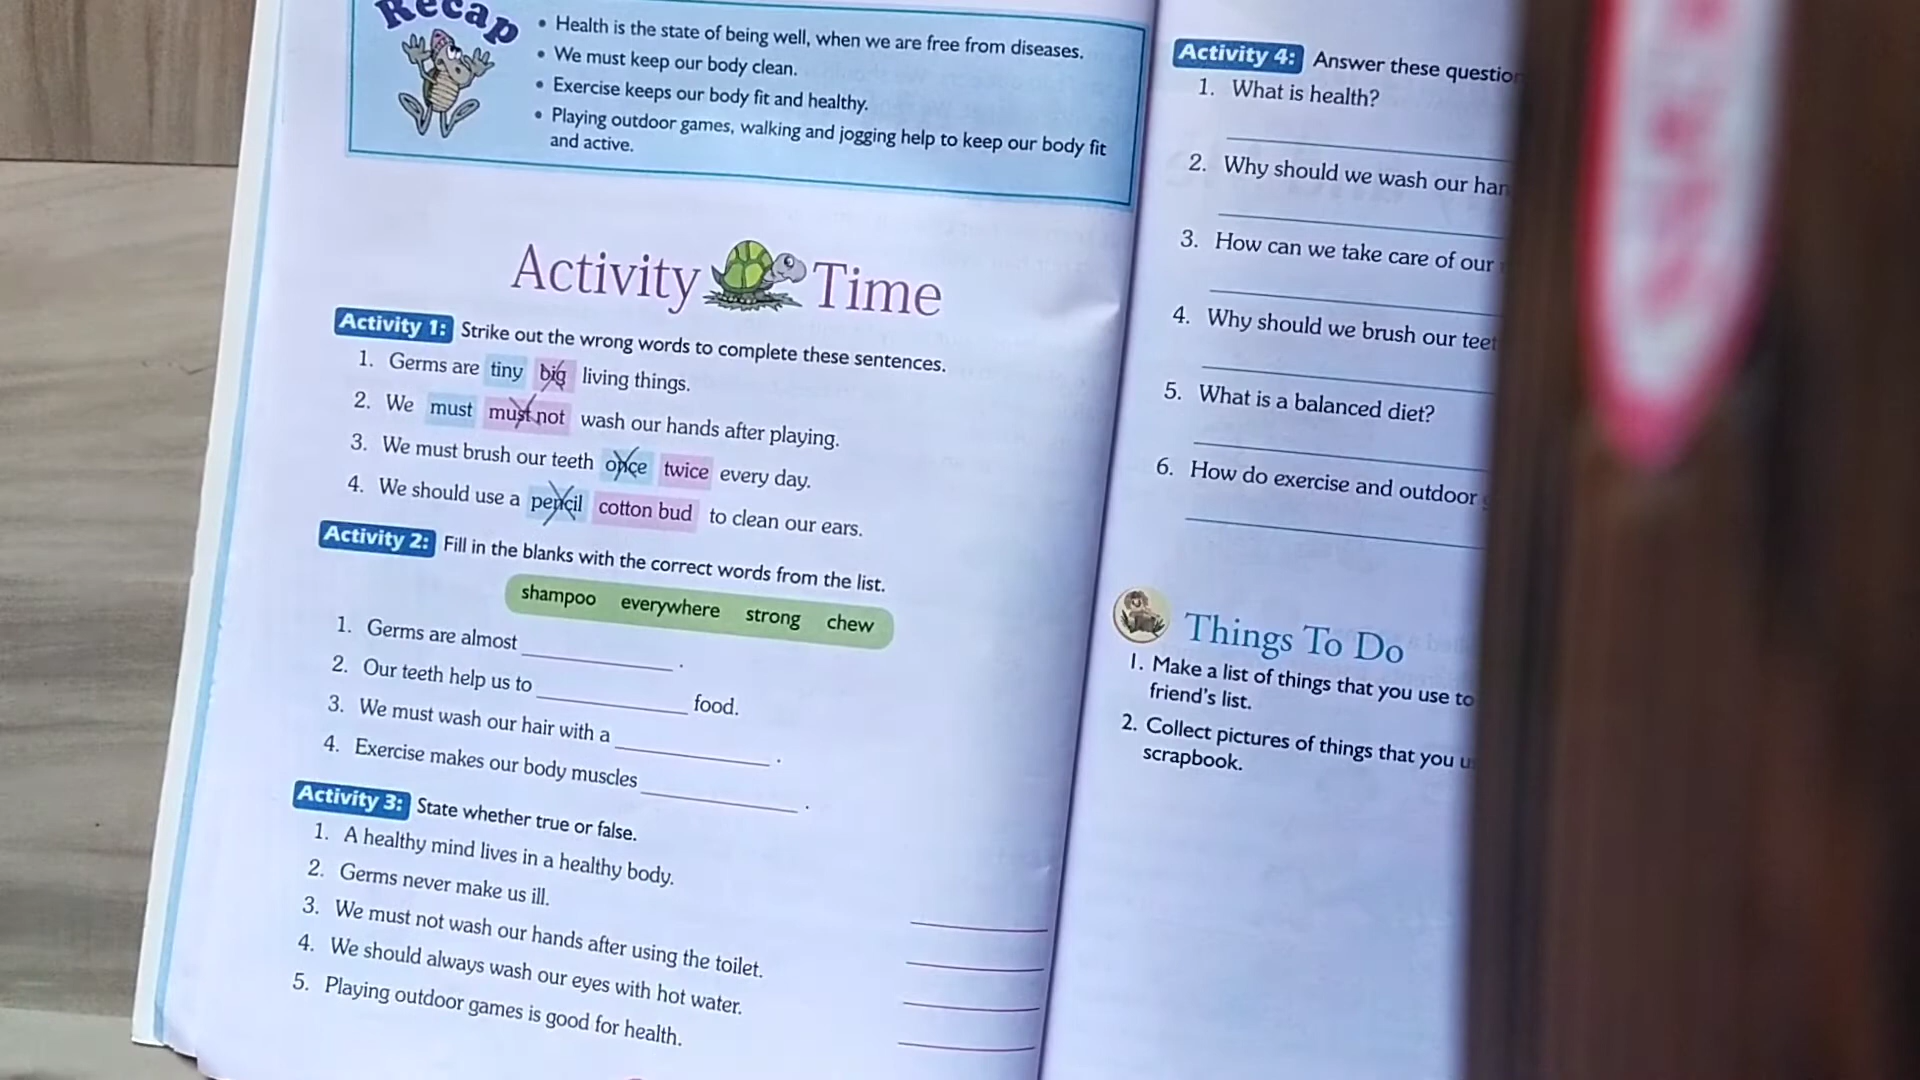 Recap
• Health is the state of being well, when we are free from diseases.
• We must keep our body clean.
• Exercise keeps our body fit and healthy.
• Playing outdoor games, walking and jogging help to keep our body fit
and active.
Activity Time
Activity 1: Strike out the wrong words to complete these sentences.
1. Germs are tiny big living things.
2. We must must not wash our hands after playing.
3. We must brush our teeth once twice every day.
4. We should use a pencil cotton bud to clean our ears.
Activity 2: Fill in the blanks with the correct words from the list.
shampoo everywhere strong chew
1. Germs are almost ____________ .
2. Our teeth help us to ____________ food.
3. We must wash our hair with a ____________ .
4. Exercise makes our body muscles ____________ .
Activity 3: State whether true or false.
1. A healthy mind lives in a healthy body.
2. Germs never make us ill.
3. We must not wash our hands after using the toilet.
4. We should always wash our eyes with hot water.
5. Playing outdoor games is good for health.
Activity 4: Answer these
1. What is health?
2. Why should we wash our
3. How can we take care of our
4. Why should we brush our
5. What is a balanced diet?
6. How do exercise and outdoor
Things To Do
1. Make a list of things that you use to
friend's list.
2. Collect pictures of things that you
scrapbook.